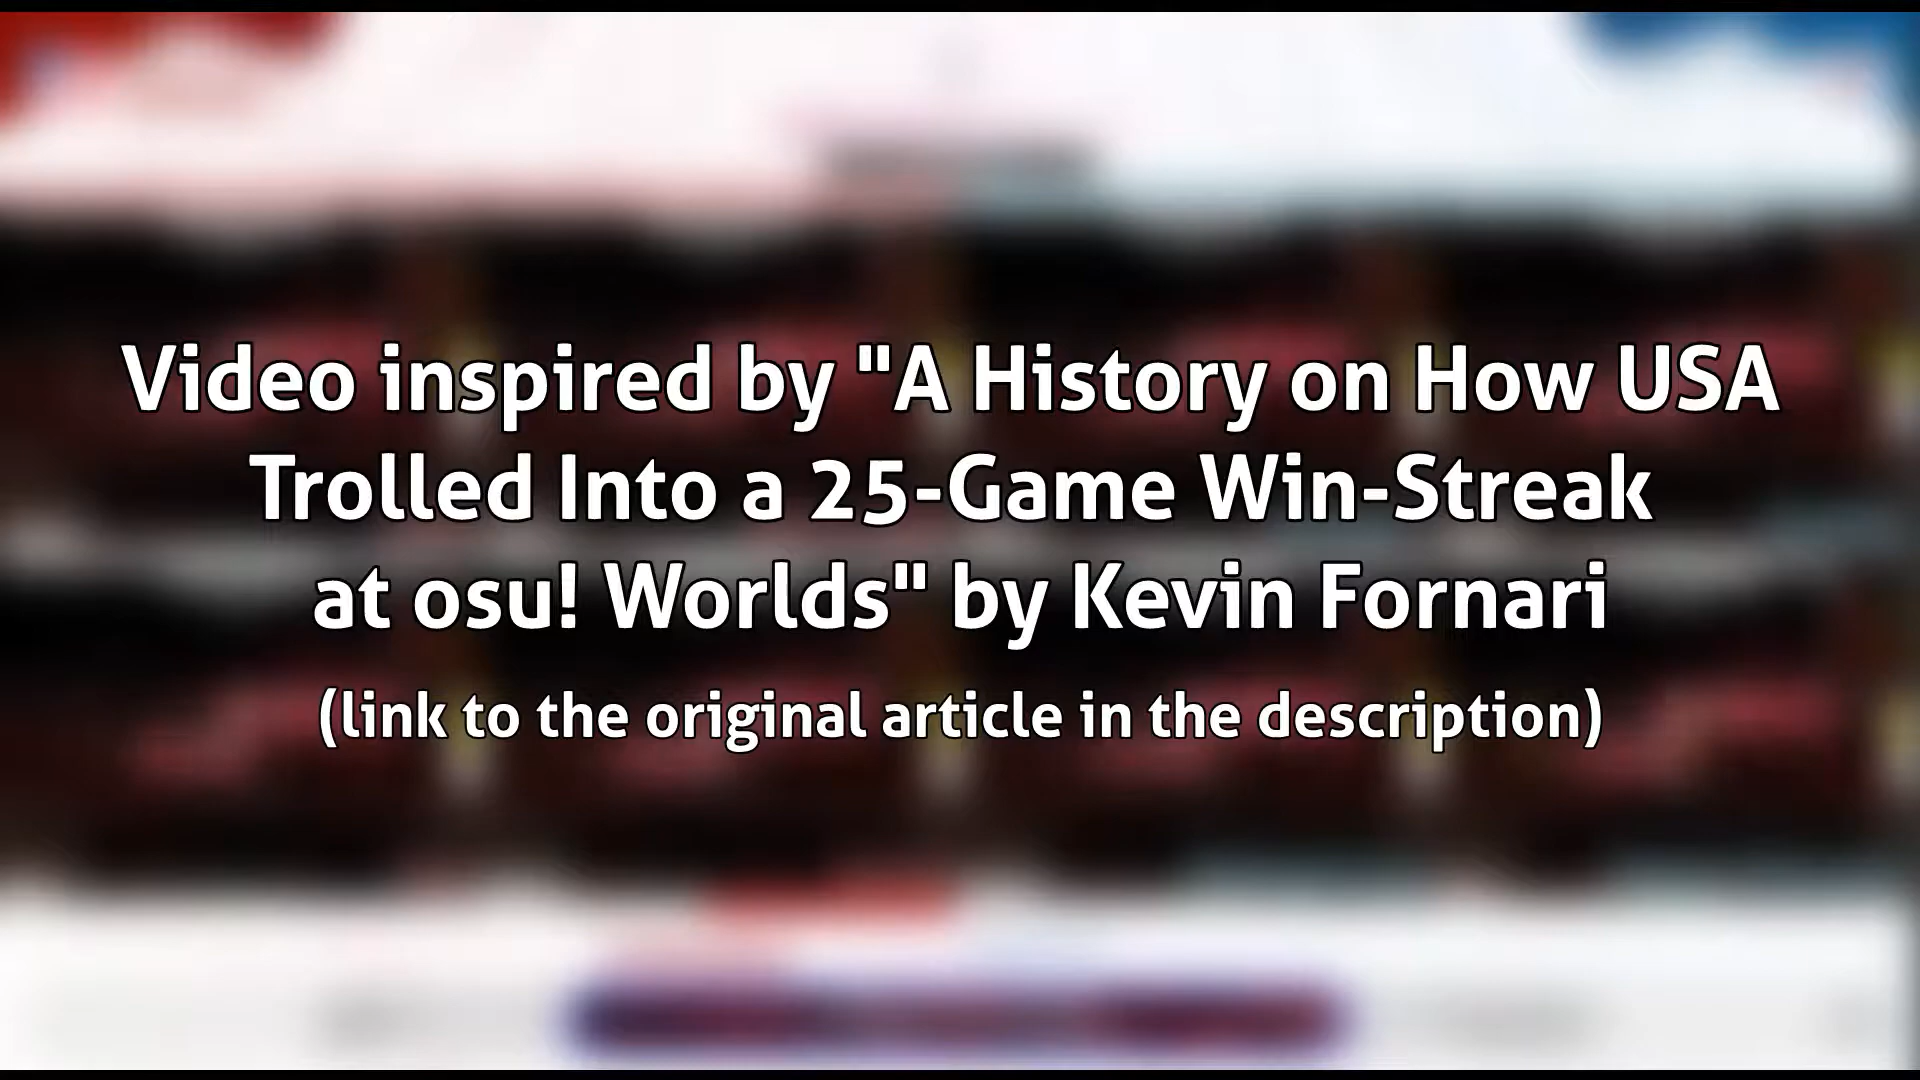 Video inspired by "A History on How USA
Trolled Into a 25-Game Win-Streak
at osu! Worlds" by Kevin Fornari
(link to the original article in the description)